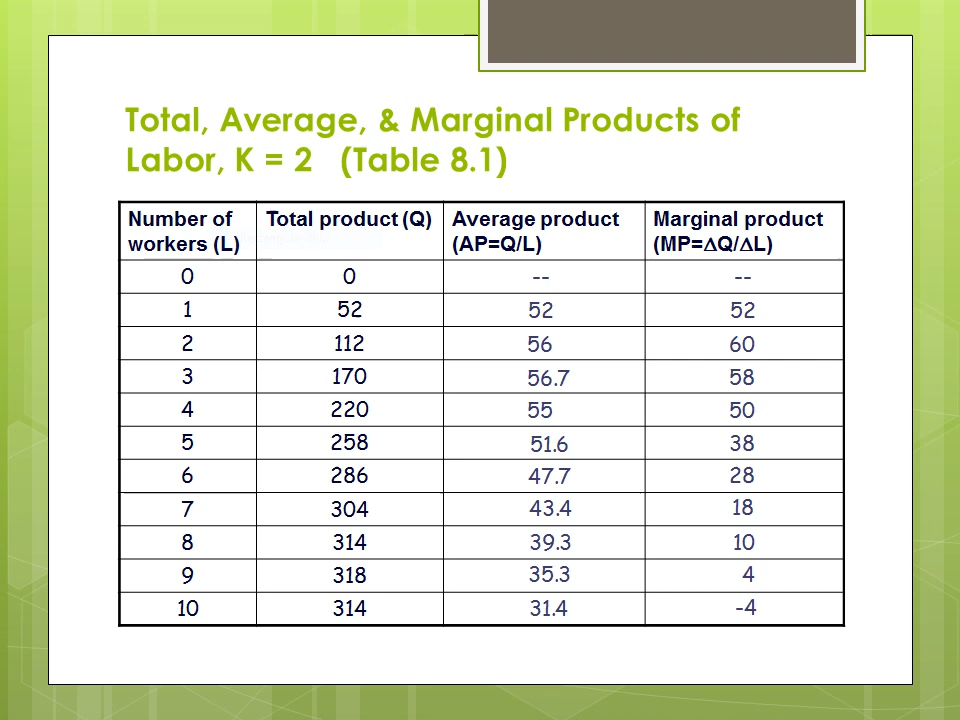 Total, Average, & Marginal Products of
Labor, K = 2 (Table 8.1)
Number of workers (L) Total product (Q) Average product (AP=Q/L) Marginal product (MP=∆Q/∆L)
0 0 -- --
1 52 52 52
2 112 56 60
3 170 56.7 58
4 220 55 50
5 258 51.6 38
6 286 47.7 28
7 304 43.4 18
8 314 39.3 10
9 318 35.3 4
10 314 31.4 -4